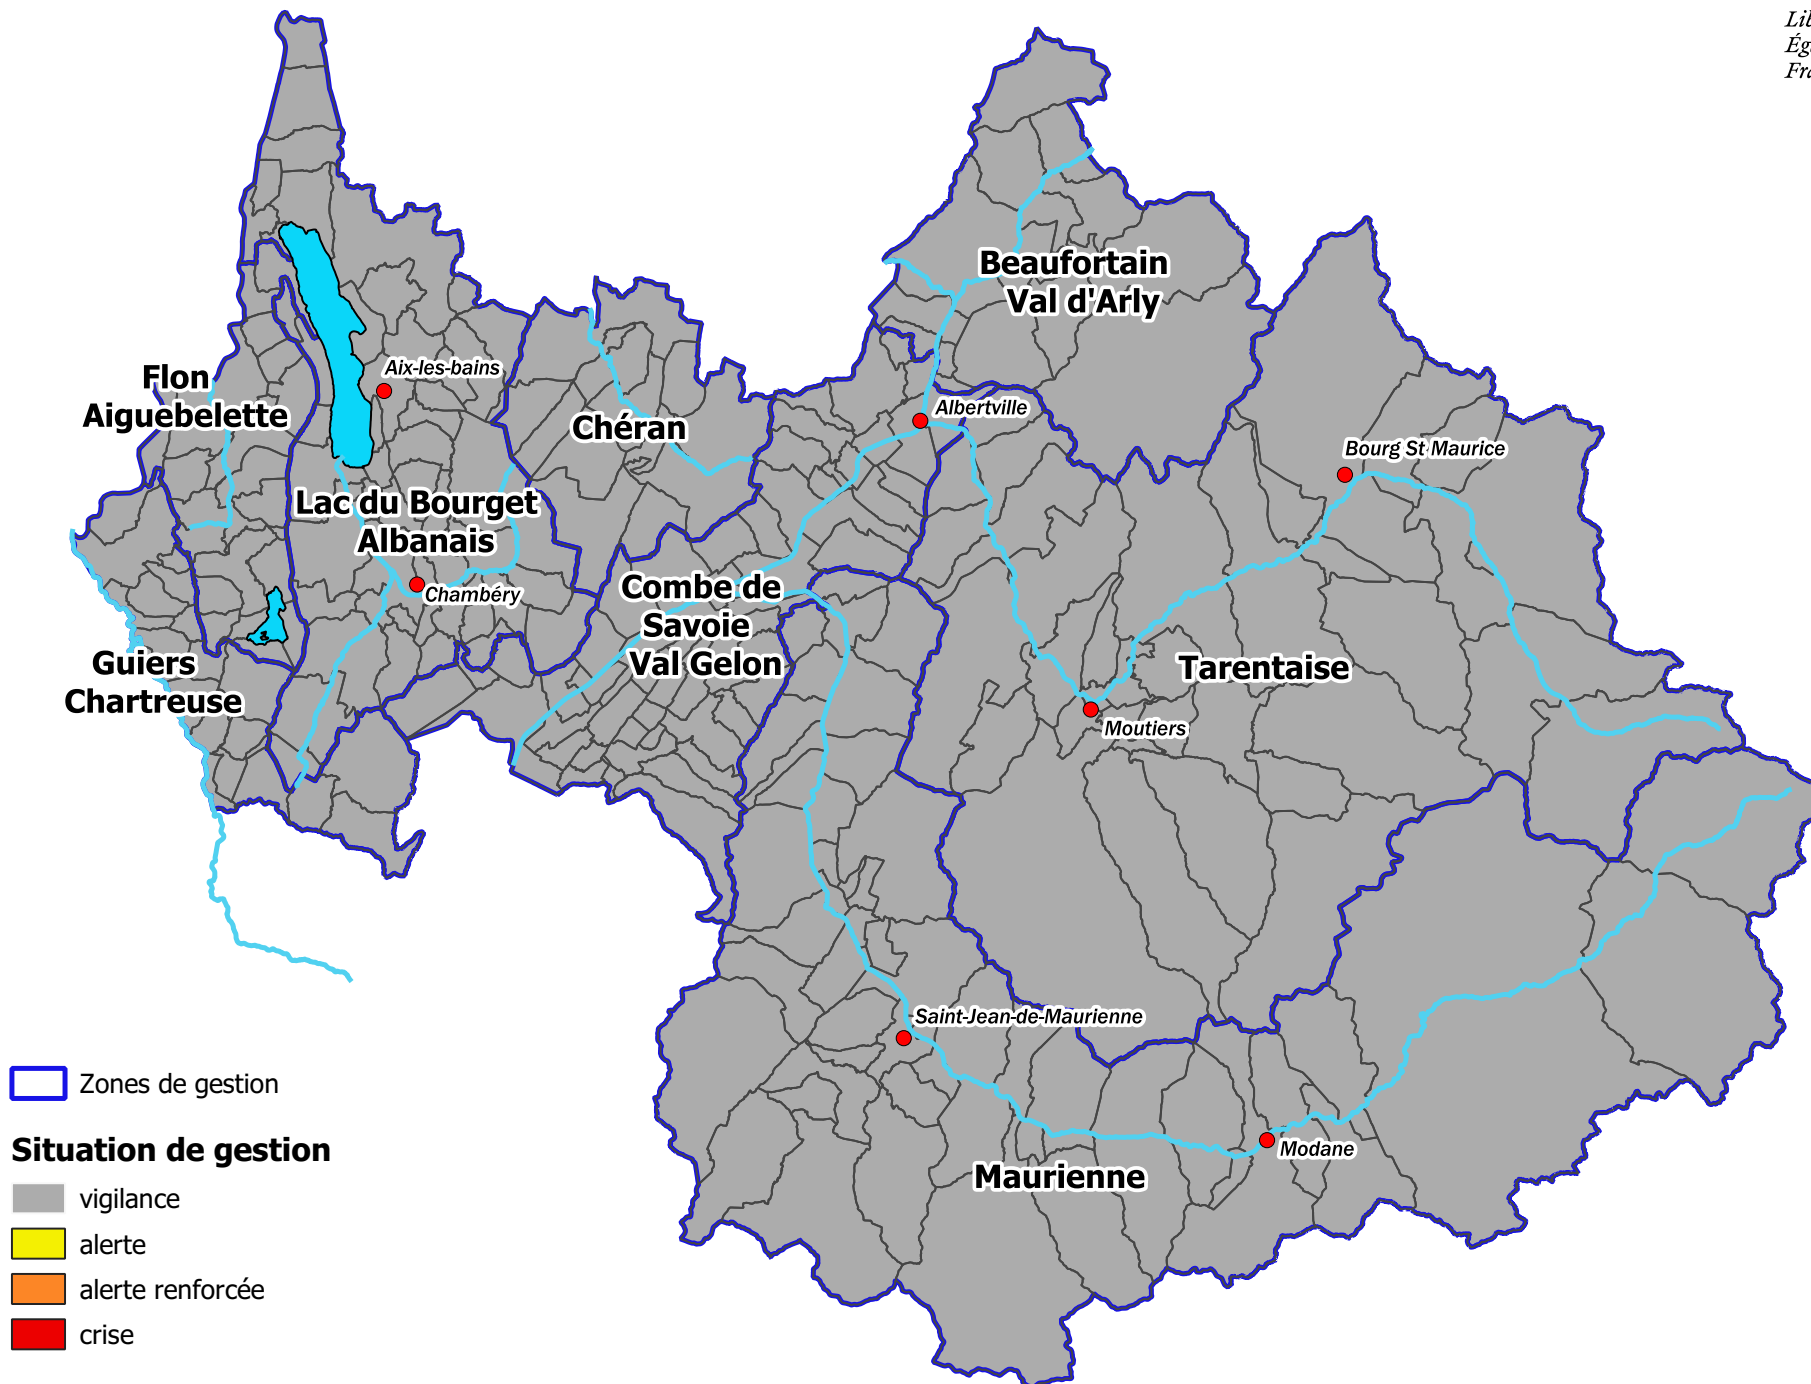 Beaufortain
Val d'Arly
Flon
Aiguebelette
Aix-les-bains
Chéran
Albertville
Bourg St Maurice
Lac du Bourget
Albanais
Chambéry
Combe de
Savoie
Val Gelon
Guiers
Chartreuse
Tarentaise
Moutiers
Saint-Jean-de-Maurienne
Modane
Maurienne
Zones de gestion
Situation de gestion
vigilance
alerte
alerte renforcée
crise